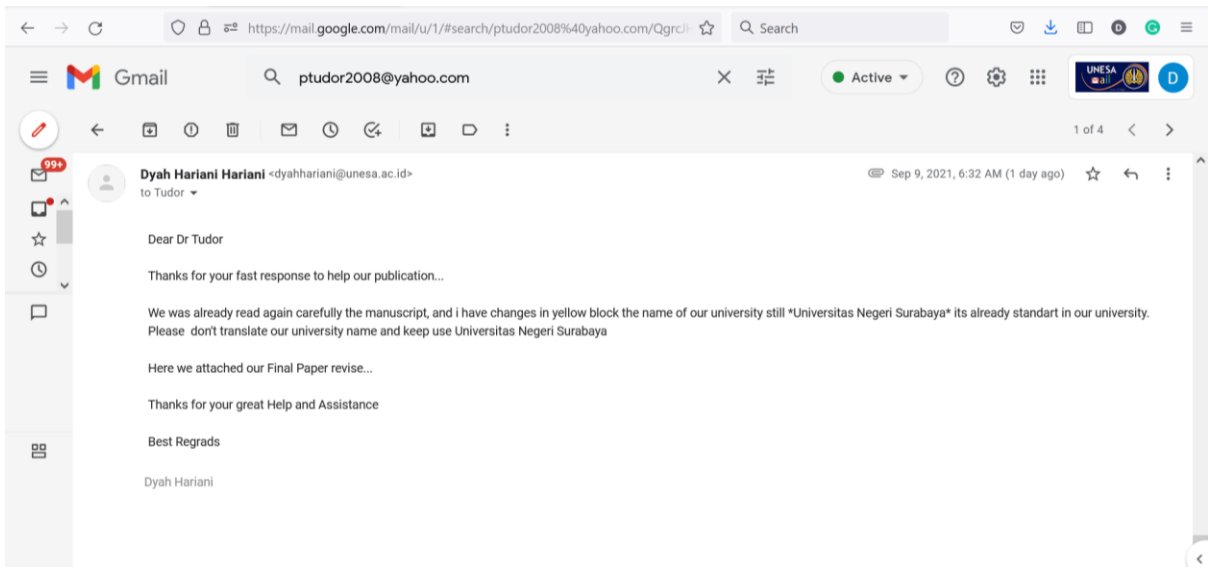 https://mail.google.com/mail/u/1/#search/ptudor2008%40yahoo.com/QgrcJ
Search
Gmail
ptudor2008@yahoo.com
Active
UNESA
mail
D
1 of 4
99+
Dyah Hariani Hariani <dyahhariani@unesa.ac.id>
Sep 9, 2021, 6:32 AM (1 day ago)
to Tudor
Dear Dr Tudor
Thanks for your fast response to help our publication...
We was already read again carefully the manuscript, and i have changes in yellow block the name of our university still *Universitas Negeri Surabaya* its already standart in our university.
Please don't translate our university name and keep use Universitas Negeri Surabaya
Here we attached our Final Paper revise...
Thanks for your great Help and Assistance
Best Regrads
Dyah Hariani